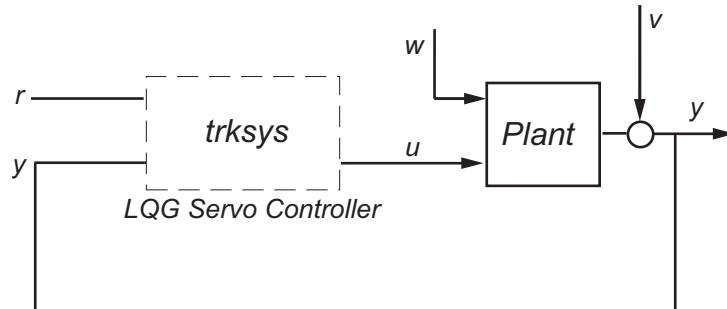 v
w
r
trksys
Plant
y
y
u
LQG Servo Controller